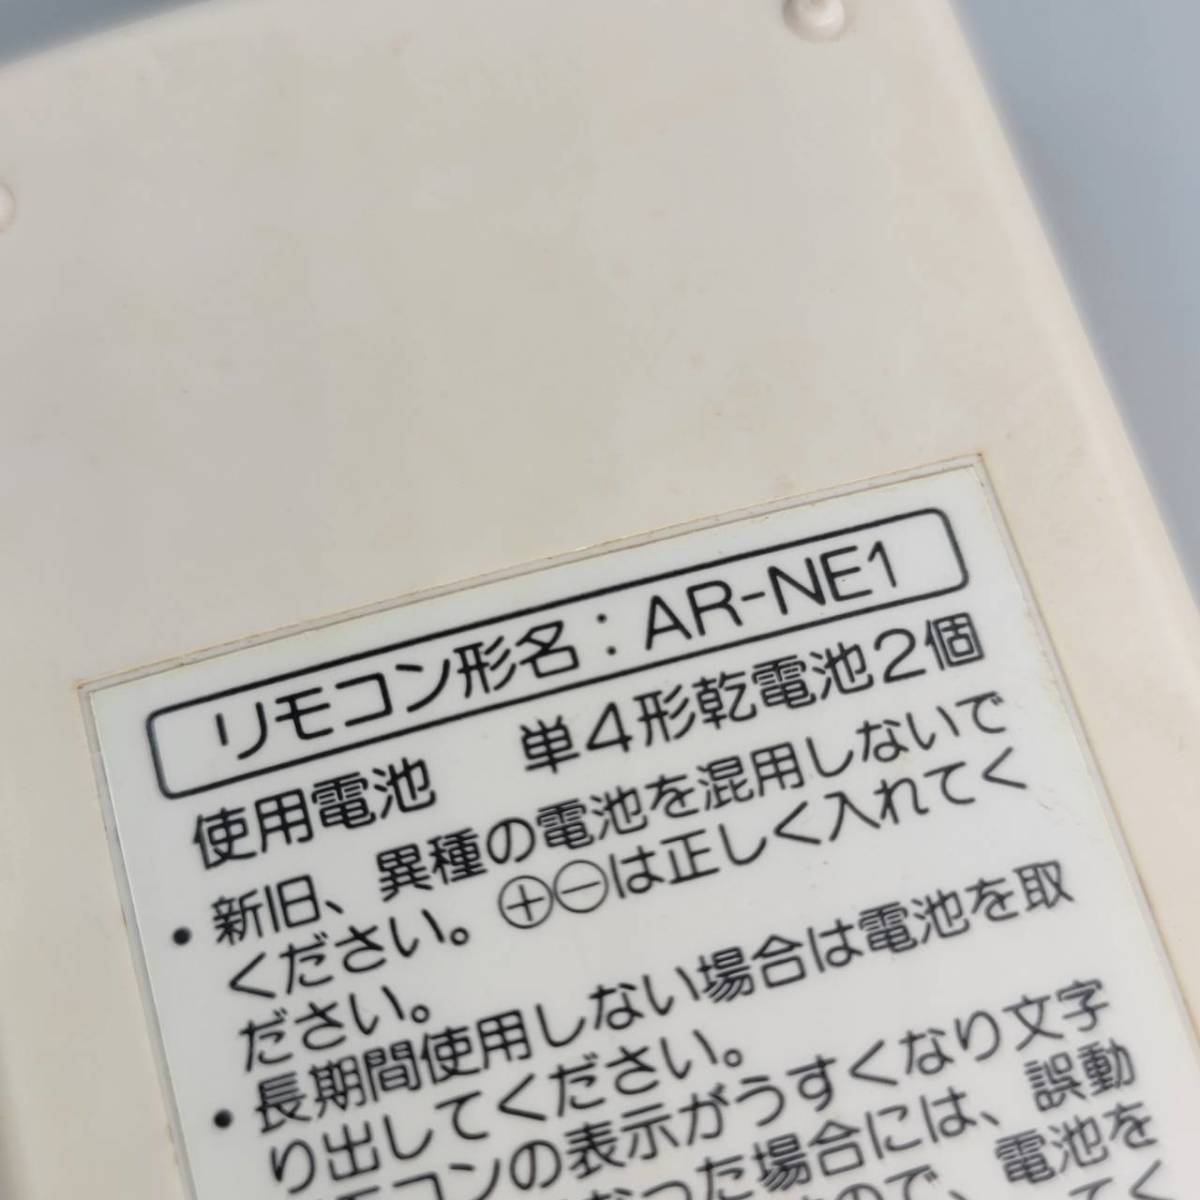 リモコン形名：AR-NE1
使用電池　単4形乾電池2個
・新旧、異種の電池を混用しないで
ください。⊕⊖は正しく入れてく
ださい。
・長期間使用しない場合は電池を取
り出してください。
モコンの表示がうすくなり文字
なった場合には、誤動
ので、電池を